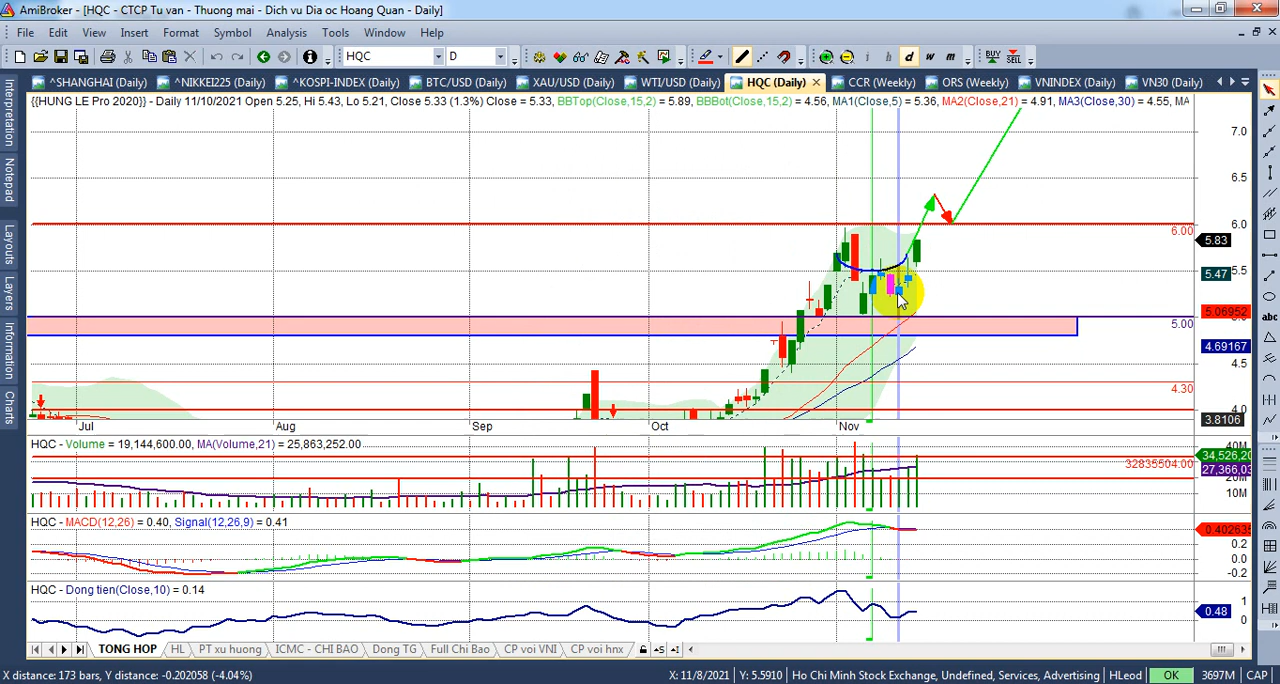 AmiBroker - [HQC - CTCP Tu van - Thuong mai - Dich vu Dia oc Hoang Quan - Daily]
File Edit View Insert Format Symbol Analysis Tools Window Help
HQC D d w m BUY SELL
^SHANGHAI (Daily) ^NIKKEI225 (Daily) ^KOSPI-INDEX (Daily) BTC/USD (Daily) XAU/USD (Daily) WTI/USD (Daily) HQC (Daily) CCR (Weekly) ORS (Weekly) VNINDEX (Daily) VN30 (Daily)
{{HUNG LE Pro 2020}} - Daily 11/10/2021 Open 5.25, Hi 5.43, Lo 5.21, Close 5.33 (1.3%) Close = 5.33, BBTop(Close,15,2) = 5.89, BBBot(Close,15,2) = 4.56, MA1(Close,5) = 5.36, MA2(Close,21) = 4.91, MA3(Close,30) = 4.55, MA
Interpretation
Notepad
Layouts
Layers
Information
Charts
7.0
6.5
6.0
6.00
5.83
5.5
5.47
5.06952
5.00
4.69167
4.5
4.30
4.0
3.8106
Jul Aug Sep Oct Nov
HQC - Volume = 19,144,600.00, MA(Volume,21) = 25,863,252.00
40M
34,526,20
32835504.00
27,366,03
10M
HQC - MACD(12,26) = 0.40, Signal(12,26,9) = 0.41
0.402635
0.2
0.0
-0.2
HQC - Dong tien(Close,10) = 0.14
1
0.48
0
TONG HOP HL PT xu huong ICMC - CHI BAO Dong TG Full Chi Bao CP voi VNI CP voi hnx
abc
X distance: 173 bars, Y distance: -0.202058 (-4.04%) X: 11/8/2021 Y: 5.5910 Ho Chi Minh Stock Exchange, Undefined, Services, Advertising HLeod OK 3697M CAP